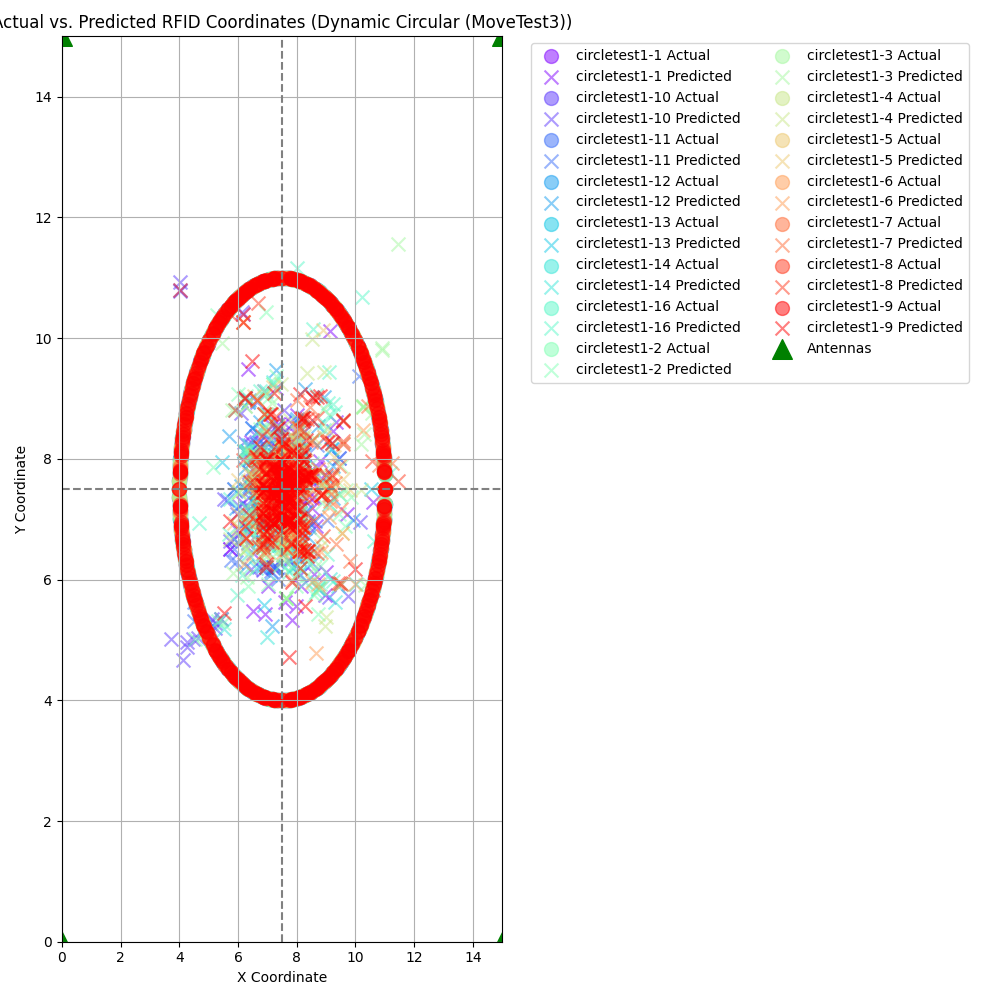 Actual vs. Predicted RFID Coordinates (Dynamic Circular (MoveTest3))
14
12
10
8
6
4
2
0
Y Coordinate
0 2 4 6 8 10 12 14
X Coordinate
circletest1-1 Actual
circletest1-1 Predicted
circletest1-10 Actual
circletest1-10 Predicted
circletest1-11 Actual
circletest1-11 Predicted
circletest1-12 Actual
circletest1-12 Predicted
circletest1-13 Actual
circletest1-13 Predicted
circletest1-14 Actual
circletest1-14 Predicted
circletest1-16 Actual
circletest1-16 Predicted
circletest1-2 Actual
circletest1-2 Predicted
circletest1-3 Actual
circletest1-3 Predicted
circletest1-4 Actual
circletest1-4 Predicted
circletest1-5 Actual
circletest1-5 Predicted
circletest1-6 Actual
circletest1-6 Predicted
circletest1-7 Actual
circletest1-7 Predicted
circletest1-8 Actual
circletest1-8 Predicted
circletest1-9 Actual
circletest1-9 Predicted
Antennas